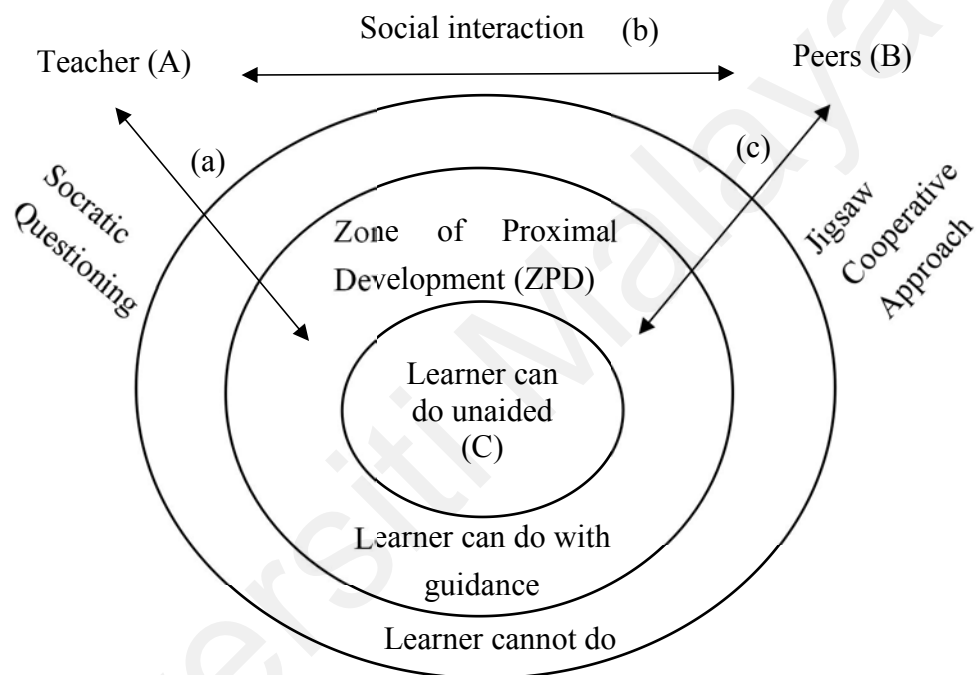 Social interaction (b)
Teacher (A)
Peers (B)
(a)
(c)
Socratic
Questioning
Jigsaw
Cooperative
Approach
Zone of Proximal
Development (ZPD)
Learner can
do unaided
(C)
Learner can do with
guidance
Learner cannot do